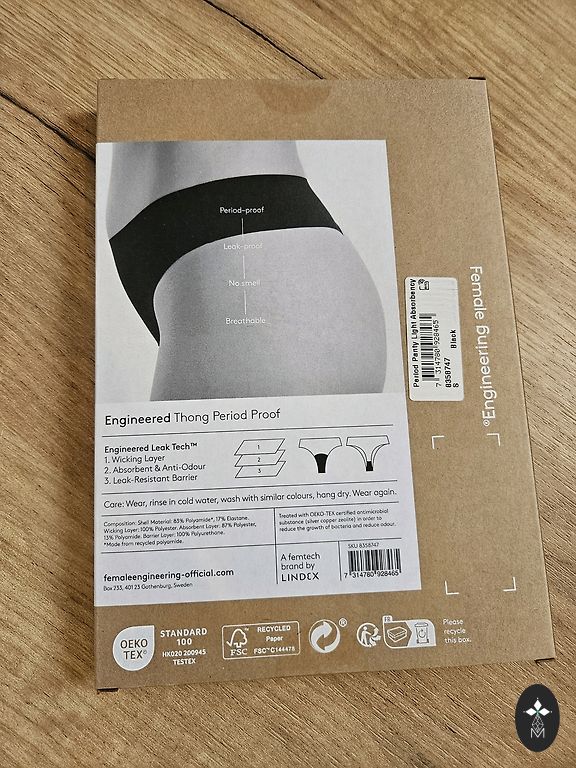 Period-proof
Leak-proof
No smell
Breathable
Engineered Thong Period Proof
Engineered Leak Tech™
1. Wicking Layer
2. Absorbent & Anti-Odour
3. Leak-Resistant Barrier
1
2
3
Care: Wear, rinse in cold water, wash with similar colours, hang dry. Wear again.
Composition: Shell Material: 83% Polyamide*, 17% Elastane.
Wicking Layer: 100% Polyester. Absorbent Layer: 87% Polyester,
13% Polyamide. Barrier Layer: 100% Polyurethane.
*Made from recycled polyamide.
Treated with OEKO-TEX certified antimicrobial
substance (silver copper zeolite) in order to
reduce the growth of bacteria and reduce odour.
femaleengineering-official.com
Box 233, 401 23 Gothenburg, Sweden
A femtech
brand by
LINDEX
SKU 8358747
7 314780 928465
Period Panty Light Absorbency
7 314780 928465
8358747 Black
S
Female
Engineering®
OEKO
TEX®
STANDARD
100
HK020 200945
TESTEX
FSC
RECYCLED
Paper
FSC™ C144478
®
FR
Please
recycle
this box.
M